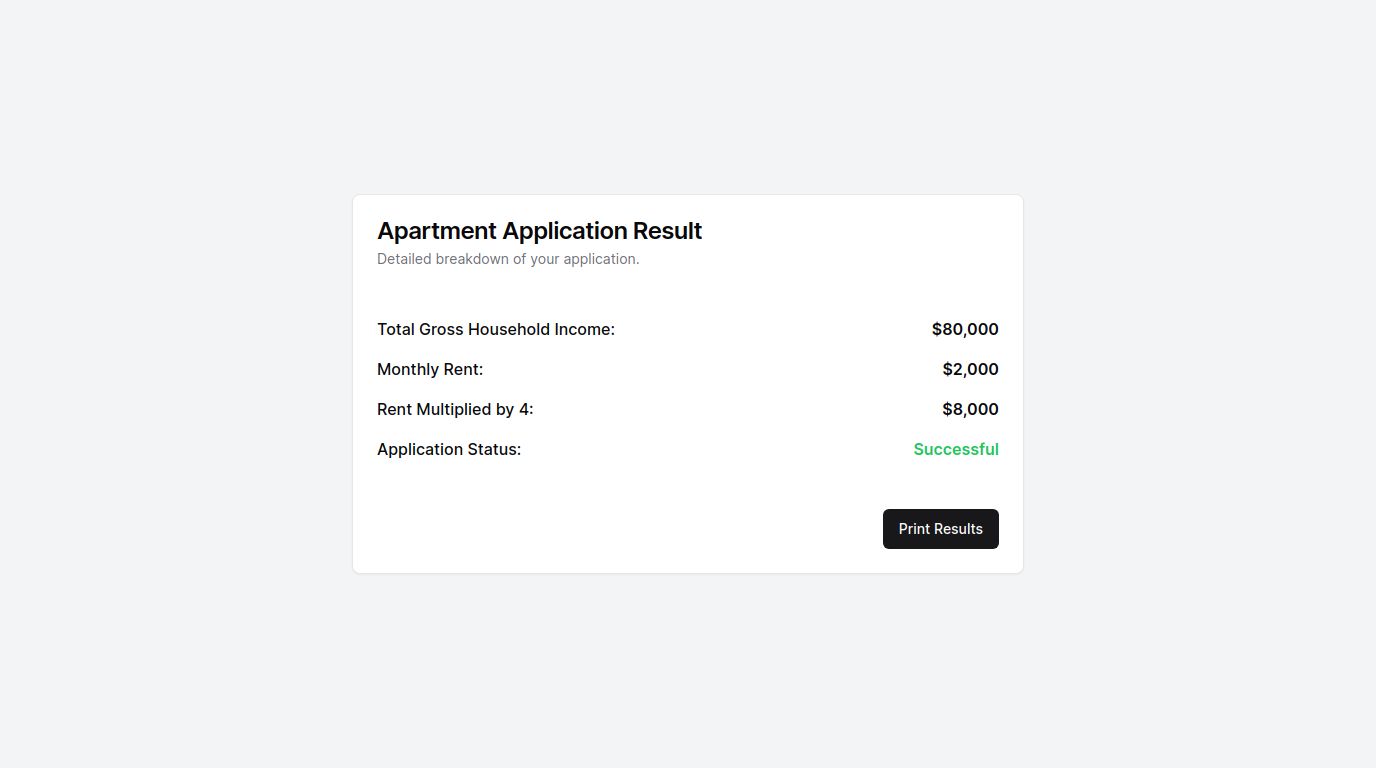 Apartment Application Result
Detailed breakdown of your application.
Total Gross Household Income: $80,000
Monthly Rent: $2,000
Rent Multiplied by 4: $8,000
Application Status: Successful
Print Results